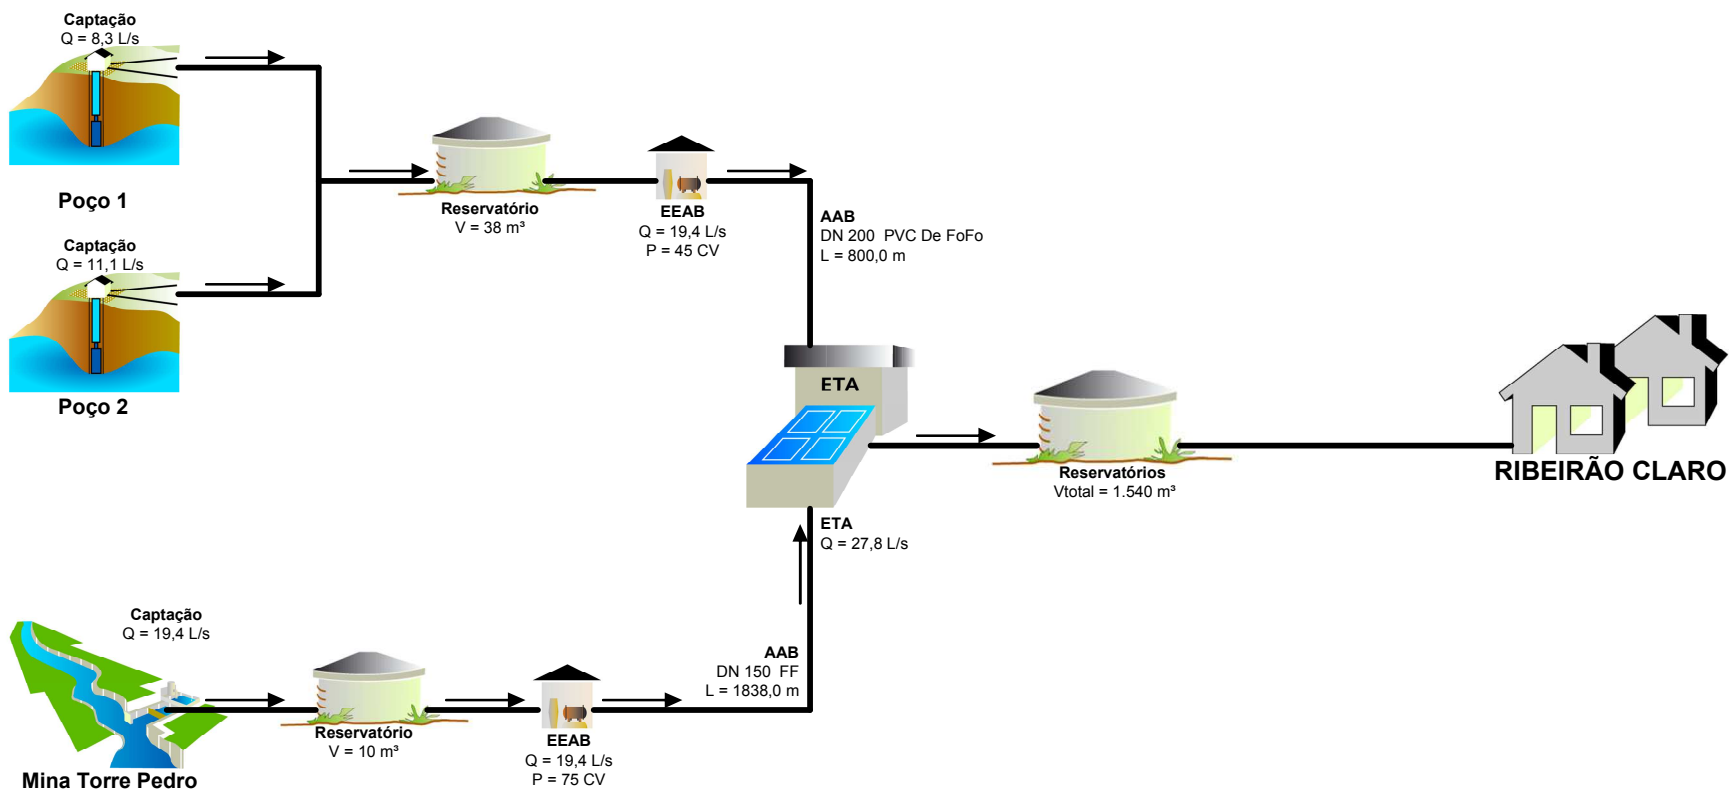 Captação
Q = 8,3 L/s
Poço 1
Captação
Q = 11,1 L/s
Poço 2
Reservatório
V = 38 m³
EEAB
Q = 19,4 L/s
P = 45 CV
AAB
DN 200 PVC De FoFo
L = 800,0 m
ETA
ETA
Q = 27,8 L/s
Reservatórios
Vtotal = 1.540 m³
RIBEIRÃO CLARO
Captação
Q = 19,4 L/s
Mina Torre Pedro
Reservatório
V = 10 m³
EEAB
Q = 19,4 L/s
P = 75 CV
AAB
DN 150 FF
L = 1838,0 m